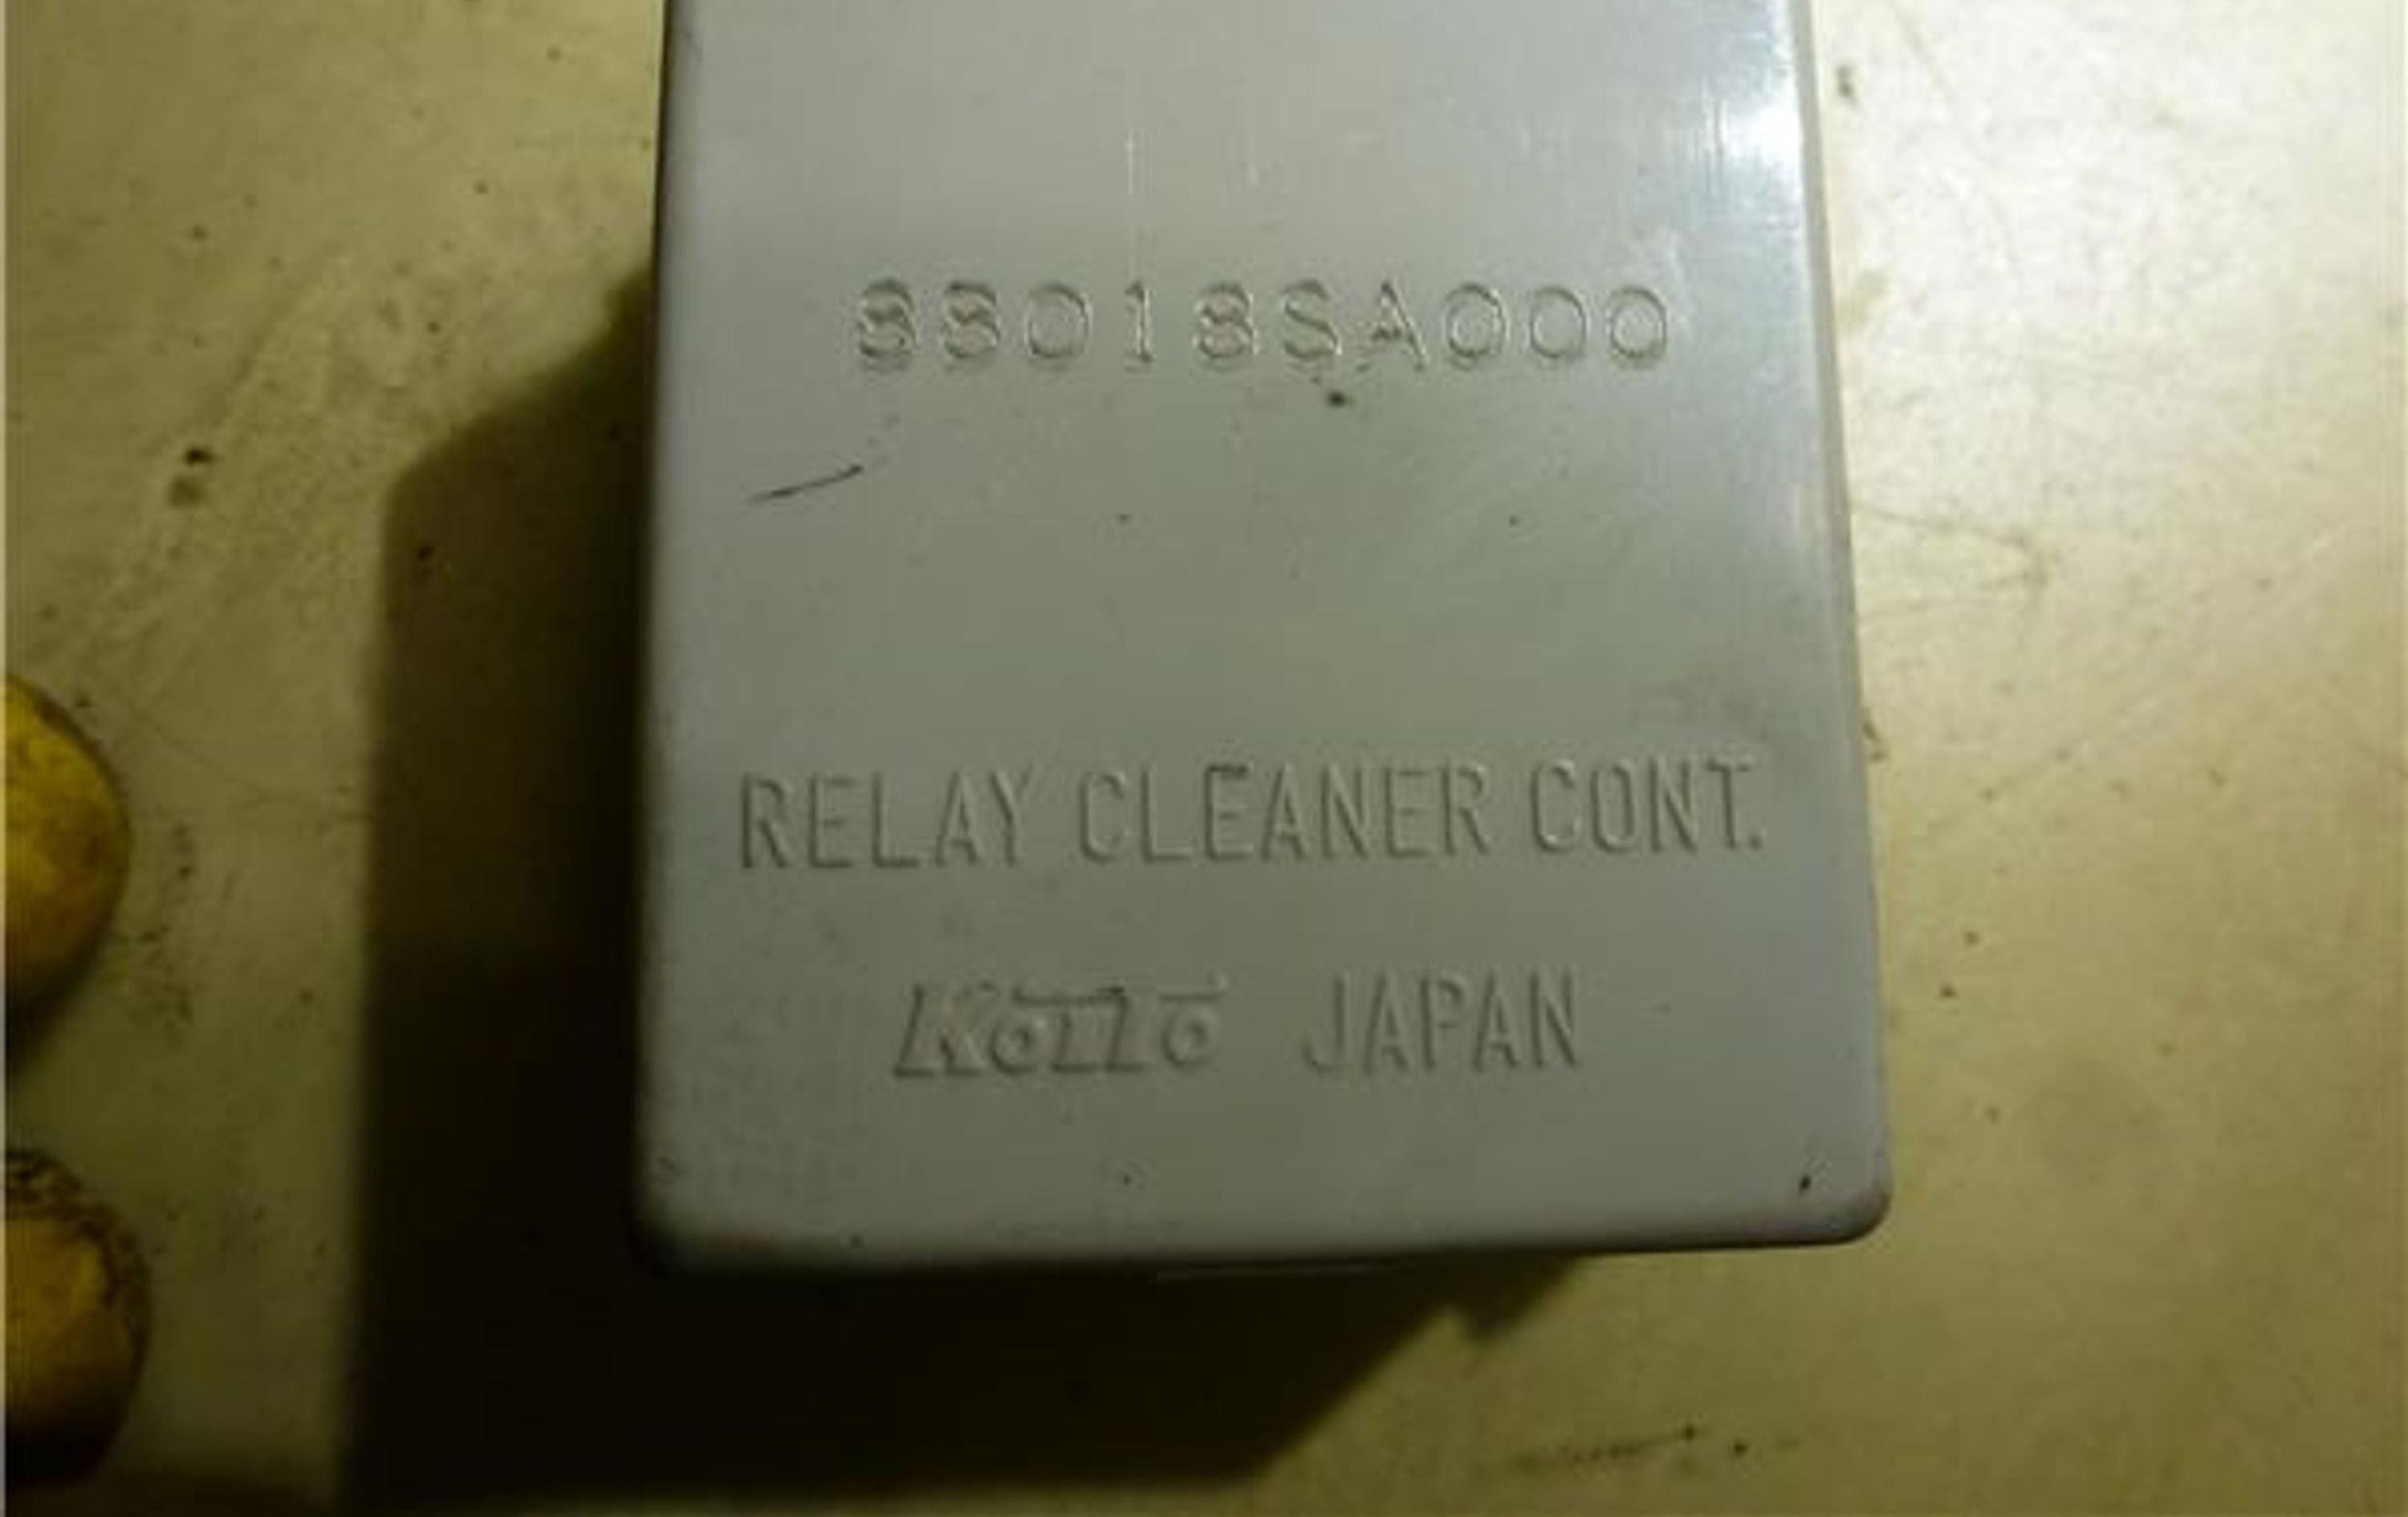 88018SA000
RELAY CLEANER CONT.
KOITO JAPAN